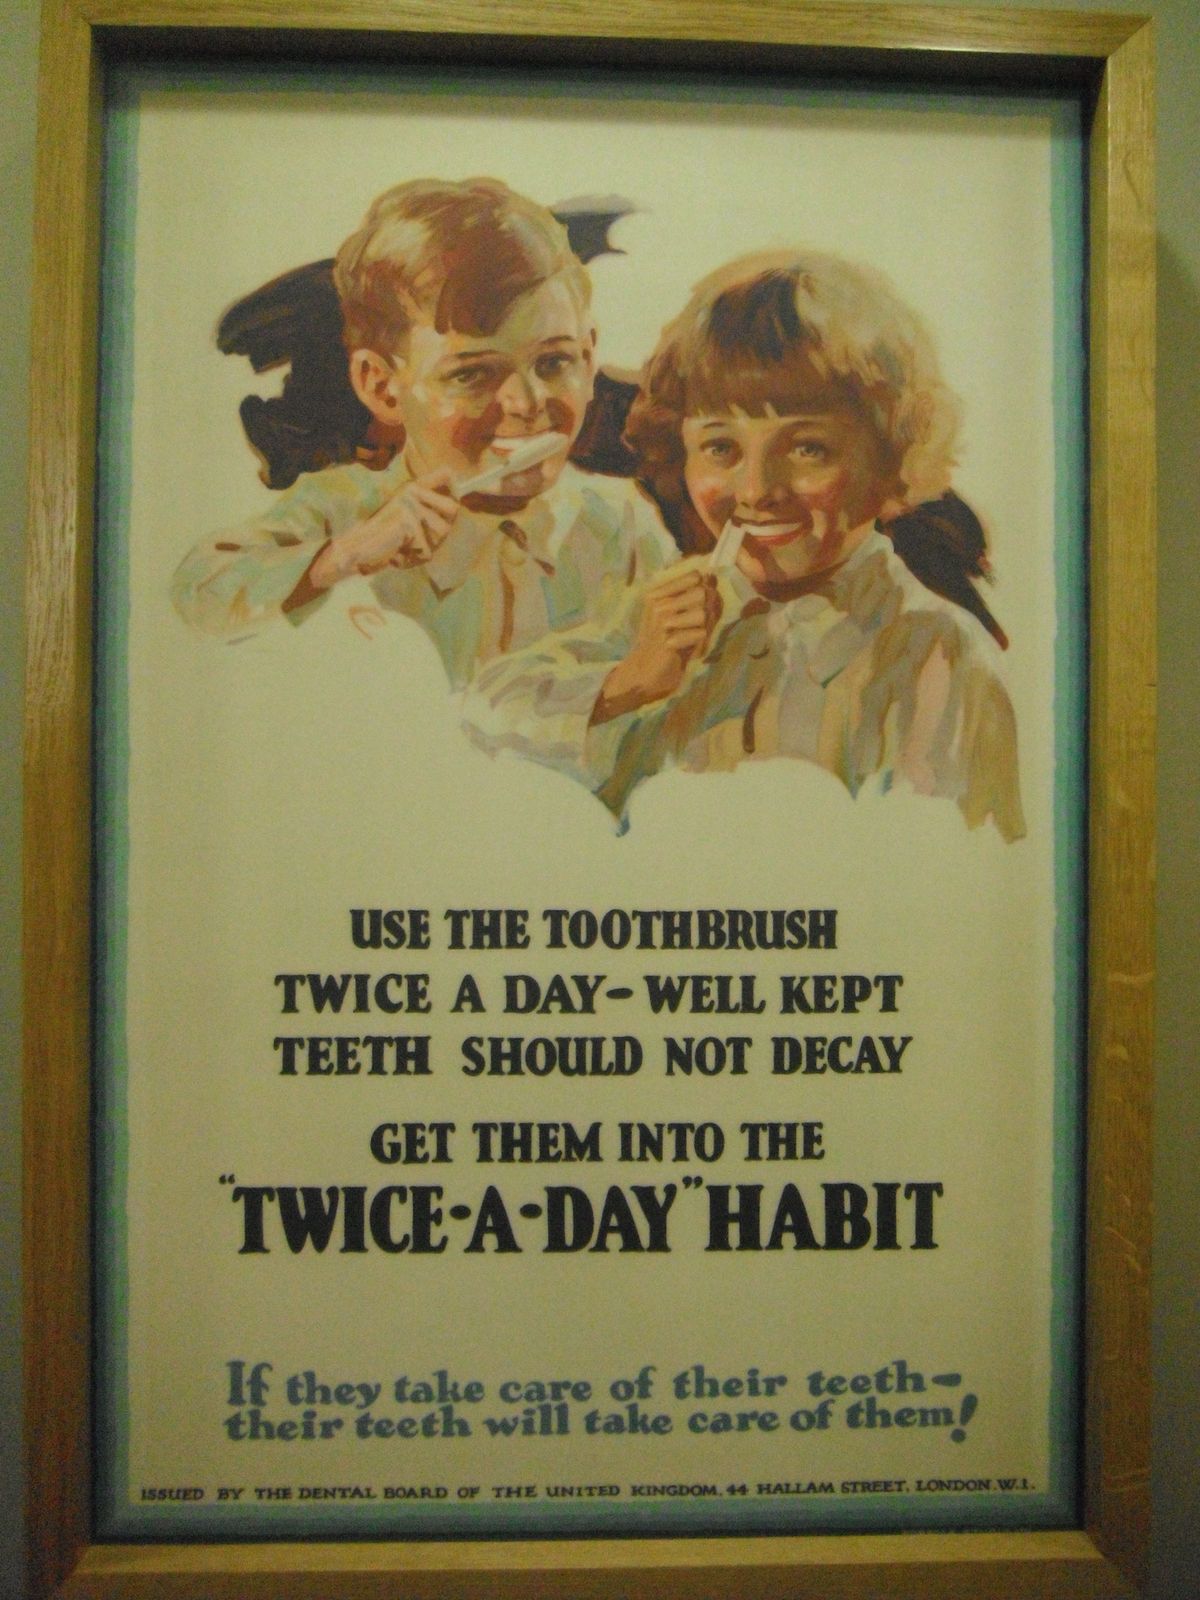 USE THE TOOTHBRUSH
TWICE A DAY-WELL KEPT
TEETH SHOULD NOT DECAY
GET THEM INTO THE
"TWICE-A-DAY" HABIT
If they take care of their teeth-
their teeth will take care of them!
ISSUED BY THE DENTAL BOARD OF THE UNITED KINGDOM, 44 HALLAM STREET, LONDON.W.1.